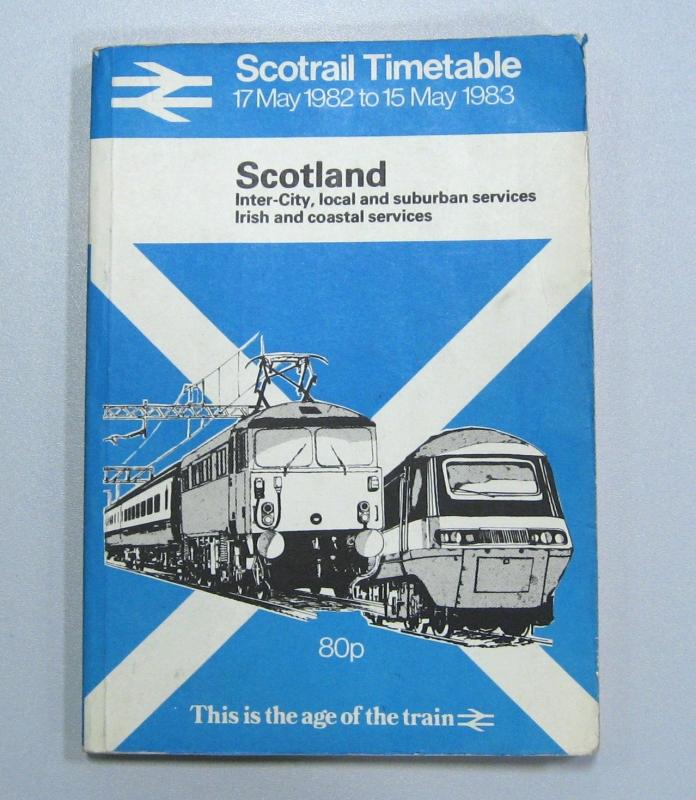 Scotrail Timetable
17 May 1982 to 15 May 1983
Scotland
Inter-City, local and suburban services
Irish and coastal services
80p
This is the age of the train